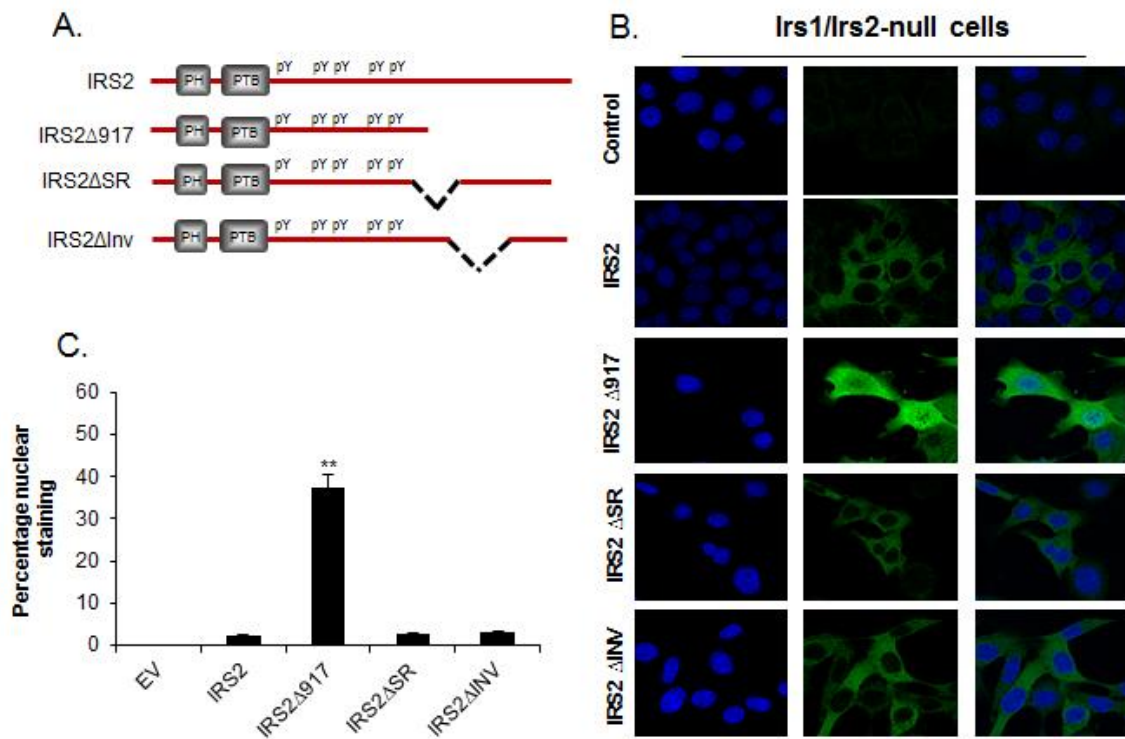 A.
IRS2
PH PTB pY pY pY pY pY
IRS2Δ917
PH PTB pY pY pY pY pY
IRS2ΔSR
PH PTB pY pY pY pY pY
IRS2ΔInv
PH PTB pY pY pY pY pY
B.
Irs1/Irs2-null cells
Control
IRS2
IRS2 Δ917
IRS2 ΔSR
IRS2 ΔINV
C.
Percentage nuclear
staining
60
50
40
30
20
10
0
**
EV
IRS2
IRS2Δ917
IRS2ΔSR
IRS2ΔINV